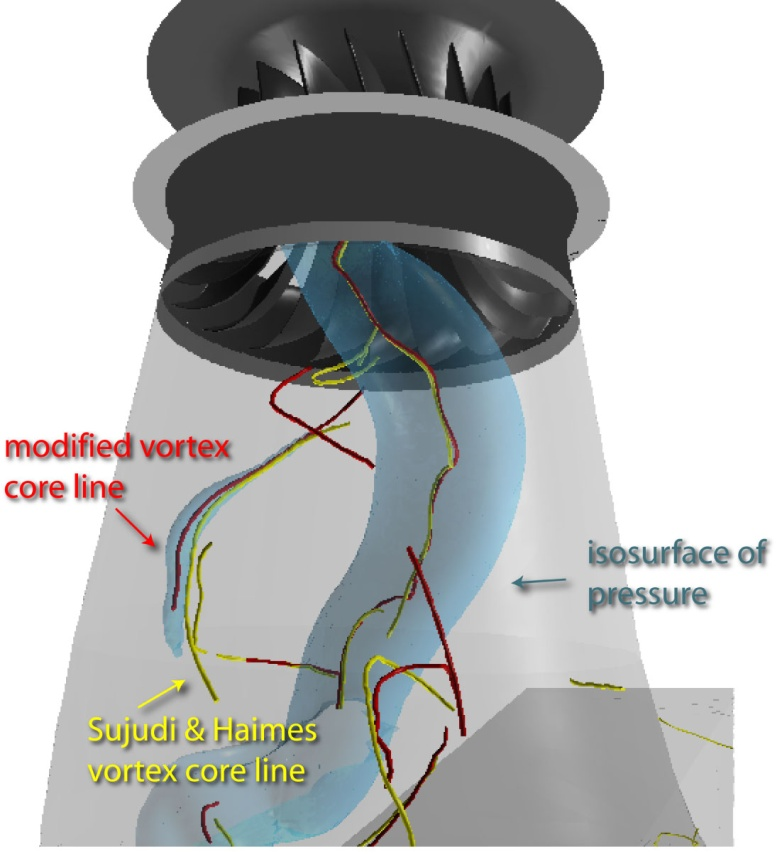 modified vortex
core line
isosurface of
pressure
Sujudi & Haimes
vortex core line